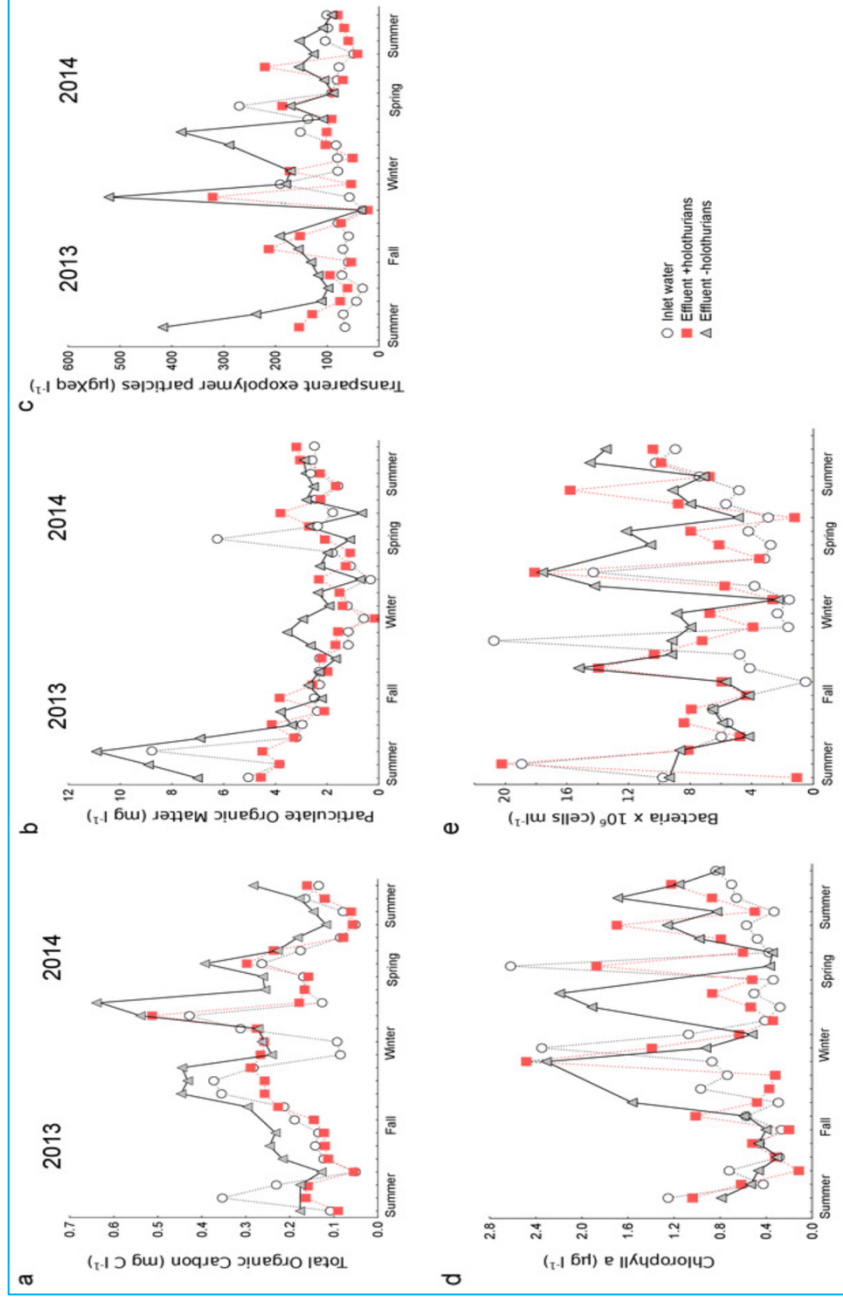 a
2013
2014
Total Organic Carbon (mg C l⁻¹)
0.7
0.6
0.5
0.4
0.3
0.2
0.1
0.0
Summer
Fall
Winter
Spring
Summer
b
2013
2014
Particulate Organic Matter (mg l⁻¹)
12
10
8
6
4
2
0
Summer
Fall
Winter
Spring
Summer
c
2013
2014
Transparent exopolymer particles (µgXeq l⁻¹)
600
500
400
300
200
100
0
Summer
Fall
Winter
Spring
Summer
d
Chlorophyll a (µg l⁻¹)
2.8
2.4
2.0
1.6
1.2
0.8
0.4
0.0
Summer
Fall
Winter
Spring
Summer
e
Bacteria x 10⁶ (cells ml⁻¹)
20
16
12
8
4
0
Summer
Fall
Winter
Spring
Summer
Inlet water
Effluent +holothurians
Effluent -holothurians